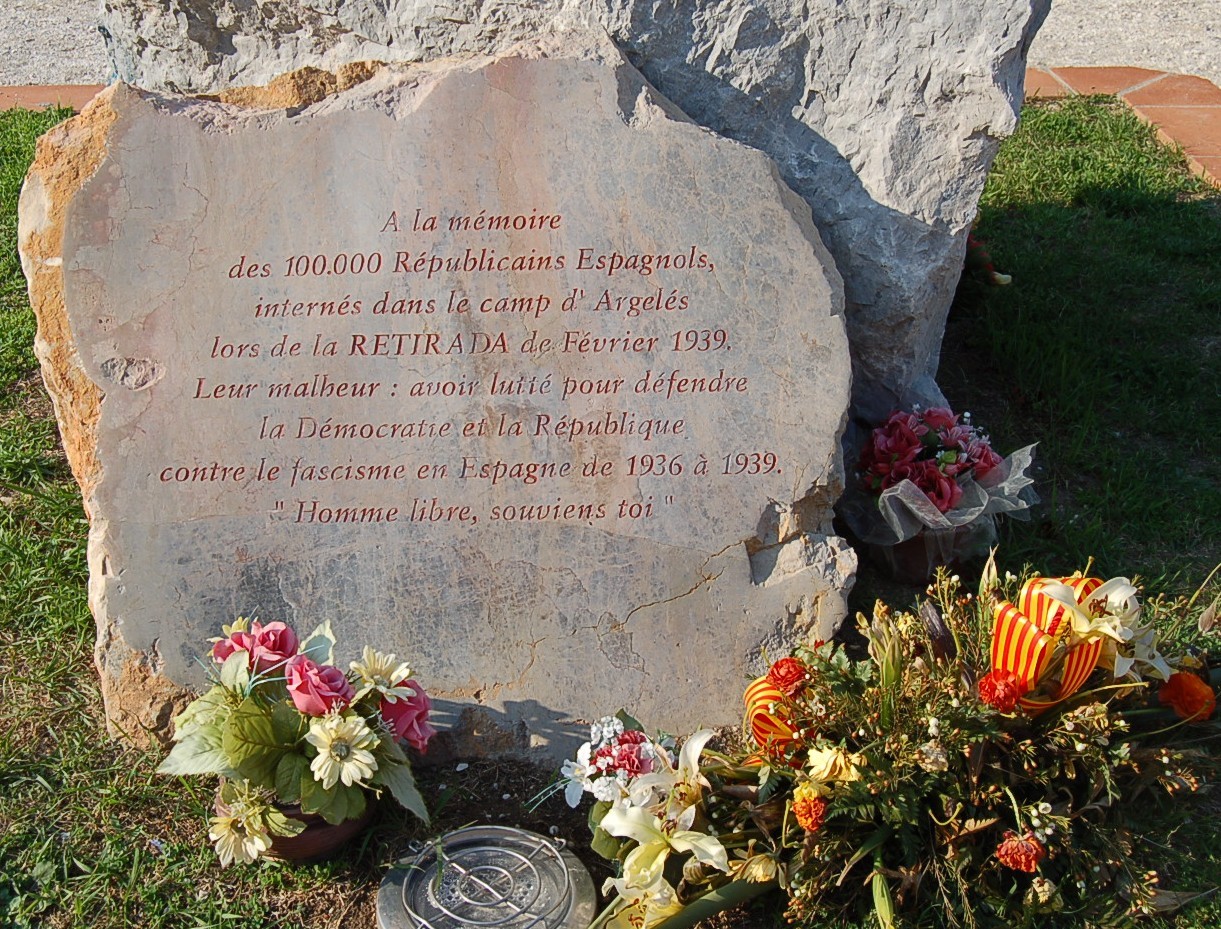 A la mémoire
des 100.000 Républicains Espagnols,
internés dans le camp d' Argelés
lors de la RETIRADA de Février 1939.
Leur malheur : avoir lutté pour défendre
la Démocratie et la République
contre le fascisme en Espagne de 1936 à 1939.
" Homme libre, souviens toi "